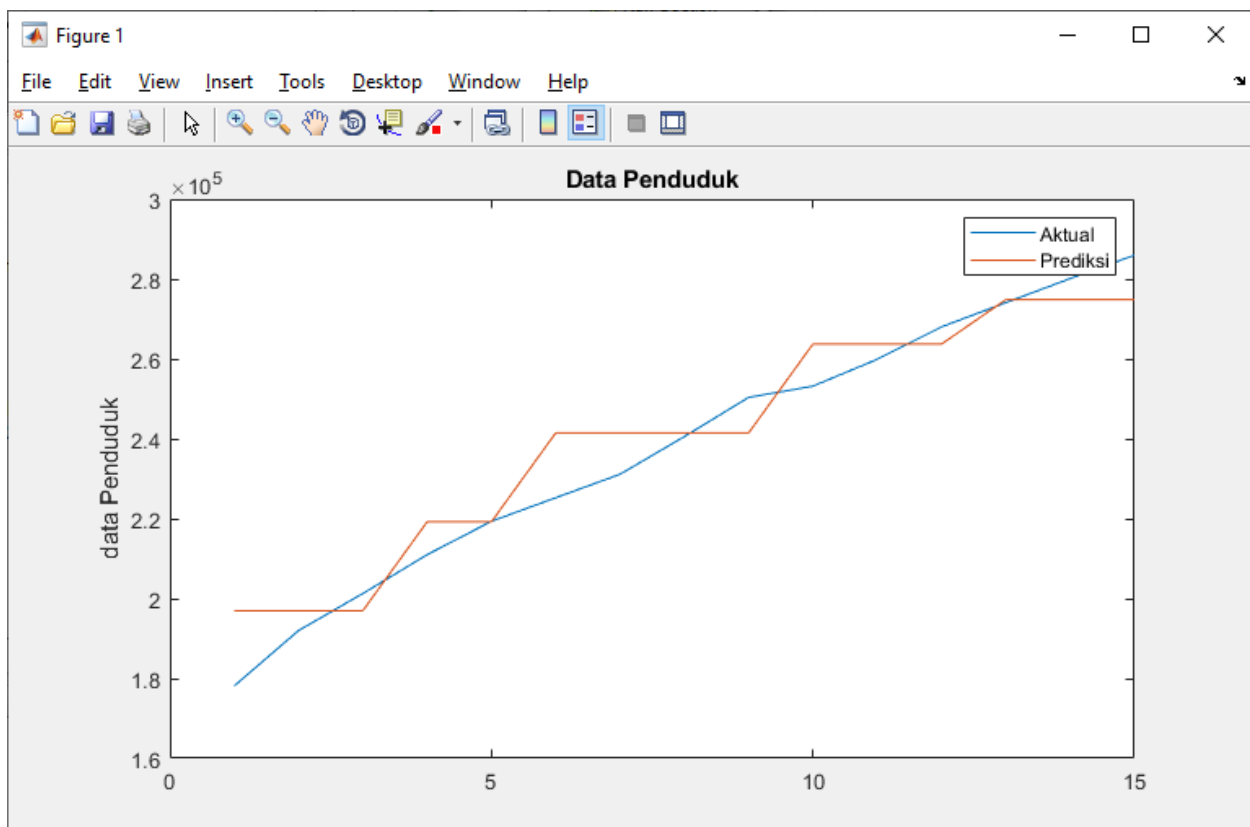 Figure 1
File Edit View Insert Tools Desktop Window Help
Data Penduduk
×10^5
3
2.8
2.6
2.4
2.2
2
1.8
1.6
data Penduduk
0 5 10 15
Aktual
Prediksi